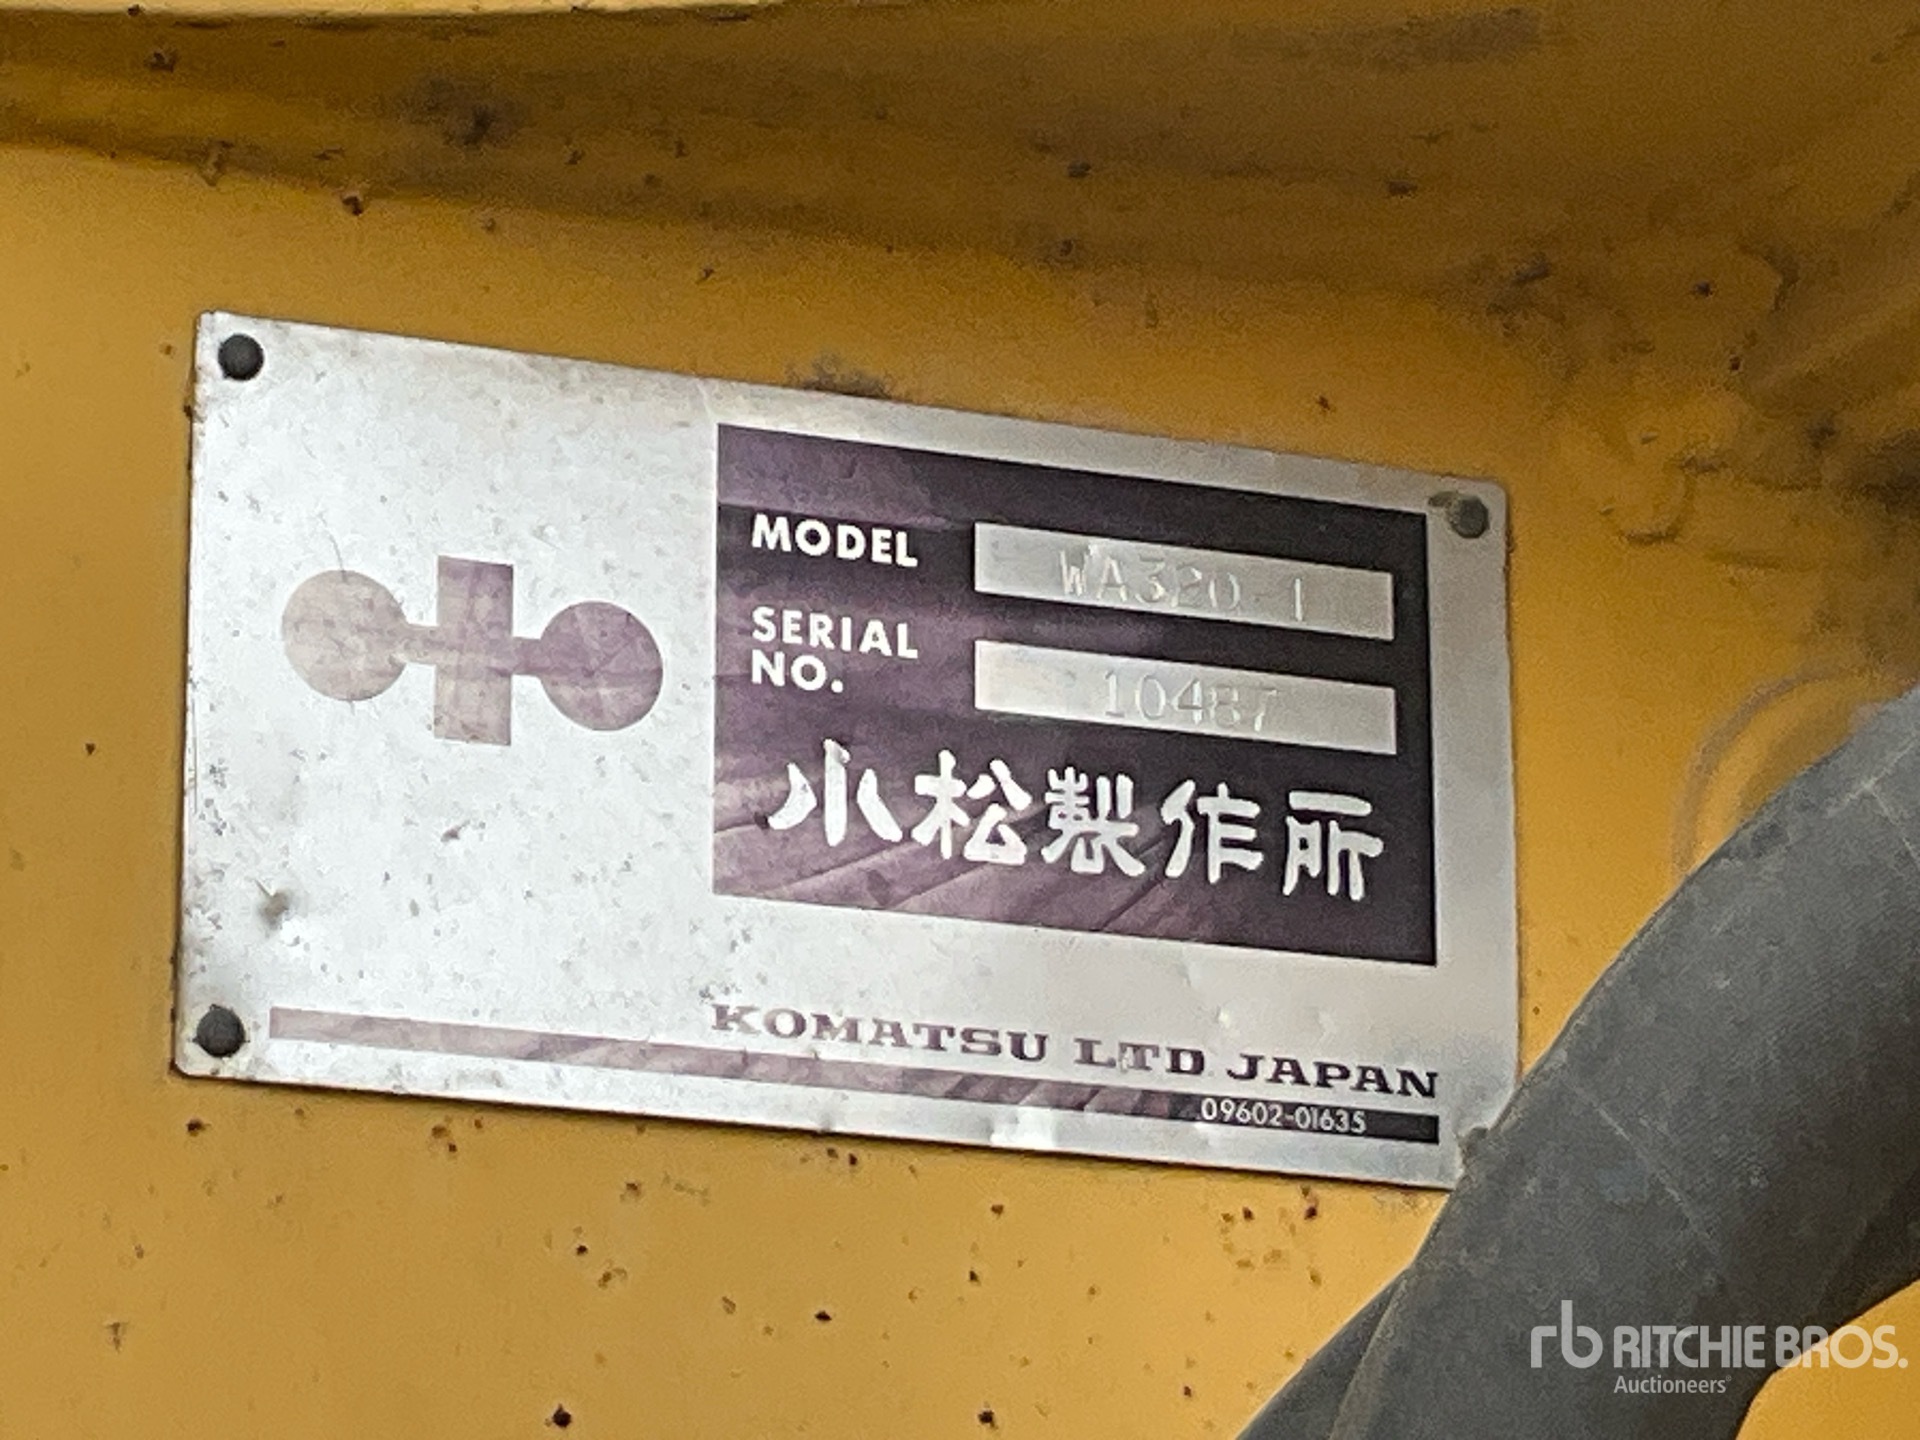 MODEL WA320-1
SERIAL
NO. 10487
小松製作所
KOMATSU LTD JAPAN
09602-01635
rb RITCHIE BROS.
Auctioneers